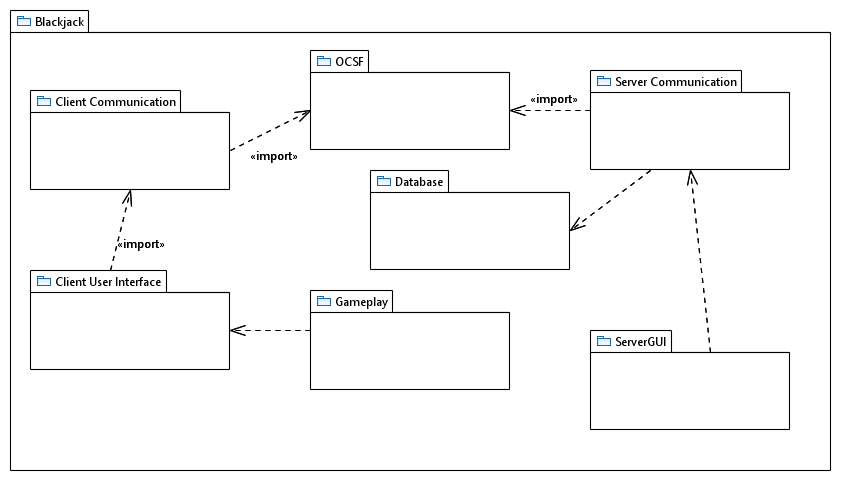 Blackjack
OCSF
Server Communication
Client Communication
«import»
«import»
Database
«import»
Client User Interface
Gameplay
ServerGUI